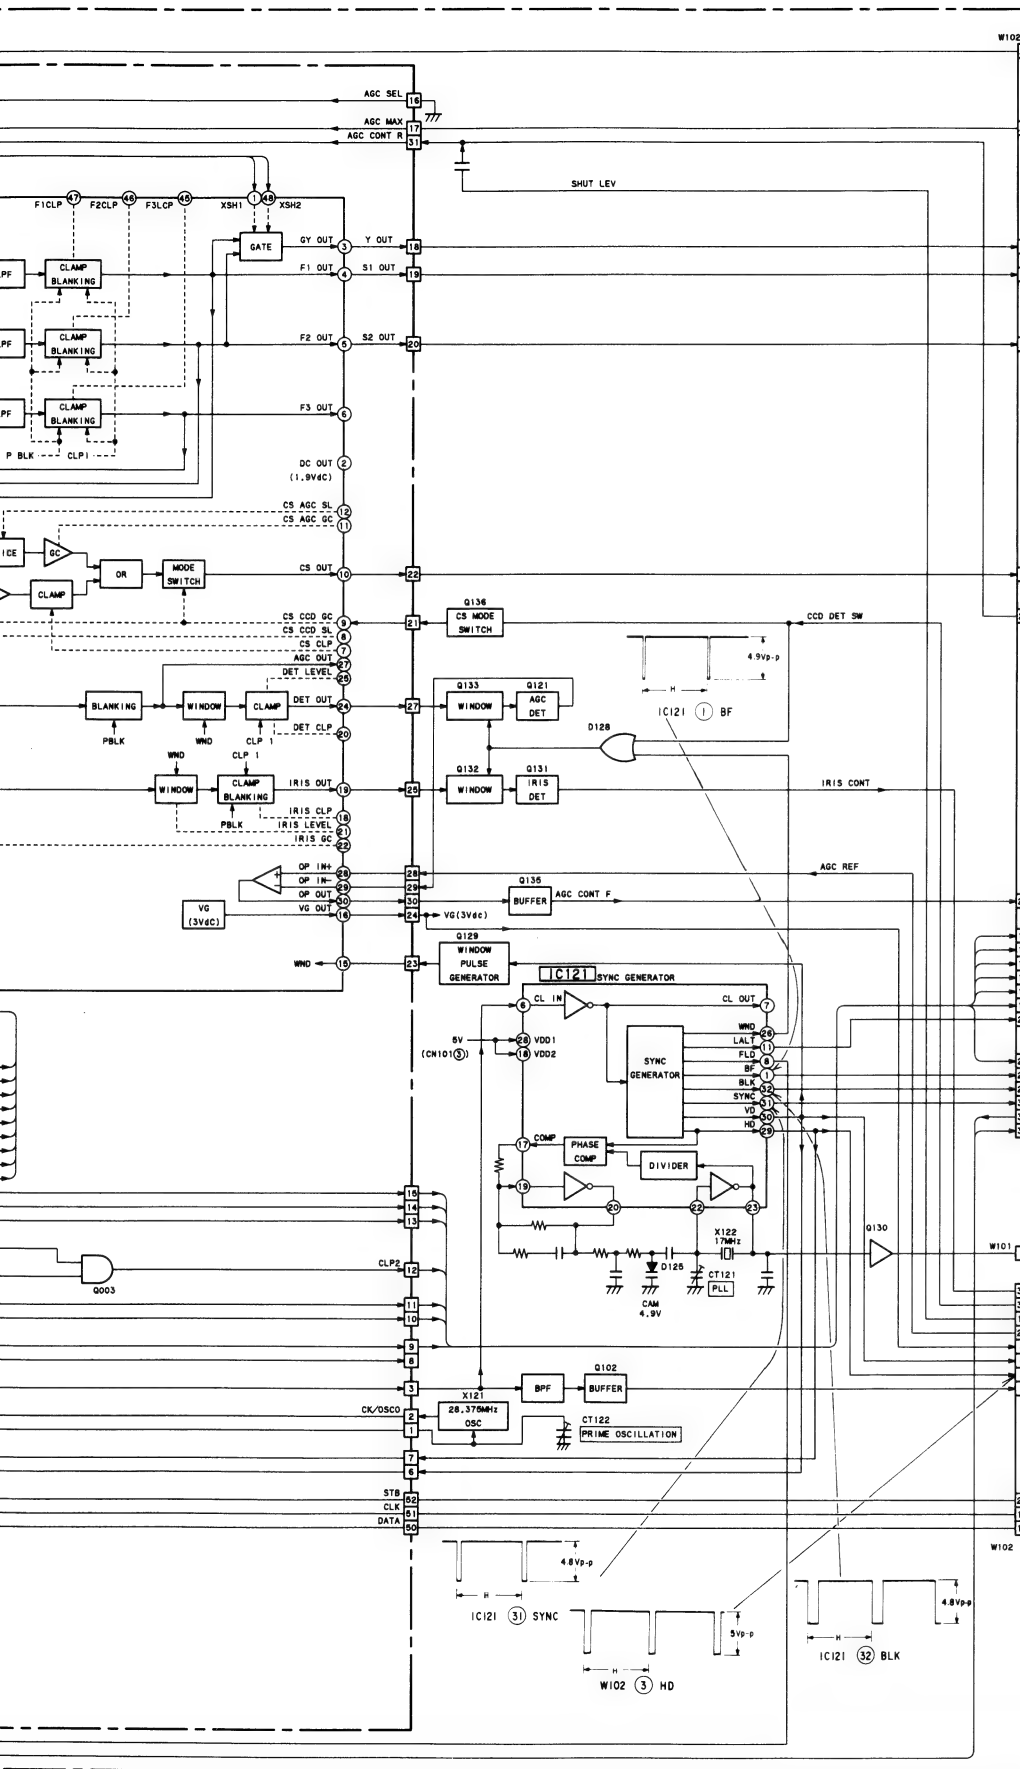 W102
AGC SEL 16
AGC MAX 17
AGC CONT R 31
SHUT LEV
47 46 45 1 48
F1CLP F2CLP F3LCP XSH1 XSH2
GATE GY OUT 3 Y OUT 18
PF CLAMP BLANKING F1 OUT 4 S1 OUT 19
PF CLAMP BLANKING F2 OUT 5 S2 OUT 20
PF CLAMP BLANKING F3 OUT 6
P BLK CLP1
DC OUT 2
(1.9VdC)
CS AGC SL 12
CS AGC GC 11
ICE GC OR MODE SWITCH CS OUT 10 22
CLAMP
CS CCD GC 9 21
CS CCD SL 8
CS CLP 7
AGC OUT 27
DET LEVEL 25
Q136
CS MODE SWITCH
CCD DET SW
4.9Vp-p
H
IC121 1 BF
BLANKING WINDOW CLAMP DET OUT 24 27
DET CLP 20
PBLK WND CLP 1
Q133 Q121
WINDOW AGC DET
D128
WND CLP 1
WINDOW CLAMP BLANKING IRIS OUT 19 25
PBLK
IRIS CLP 18
IRIS LEVEL 21
IRIS GC 22
Q132 Q131
WINDOW IRIS DET
IRIS CONT
+ OP IN+ 28 28
− OP IN− 29 29
OP OUT 30 30
VG (3VdC) VG OUT 16 24 VG(3Vdc)
AGC REF
Q135
BUFFER AGC CONT F
WND 15 23
Q129
WINDOW PULSE GENERATOR
IC121 SYNC GENERATOR
6 CL IN CL OUT 7
5V 28 VDD1
(CN101 3) 18 VDD2
SYNC GENERATOR
WND 26
LALT 11
FLD 8
BF 1
BLK 32
SYNC 31
VD 30
HD 29
17 COMP PHASE COMP
DIVIDER
19 20 22 23
X122
17MHz
D125
CT121
PLL
CAM
4.9V
Q130
W101
15
14
13
Q003
CLP2 12
11
10
9
8
3 BPF Q102 BUFFER
CK/OSCO 2 X121 28.375MHz OSC
1
CT122
PRIME OSCILLATION
7
6
STB 52
CLK 51
DATA 50
W102
4.8Vp-p
H
IC121 31 SYNC
5Vp-p
H
W102 3 HD
4.8Vp-p
H
IC121 32 BLK